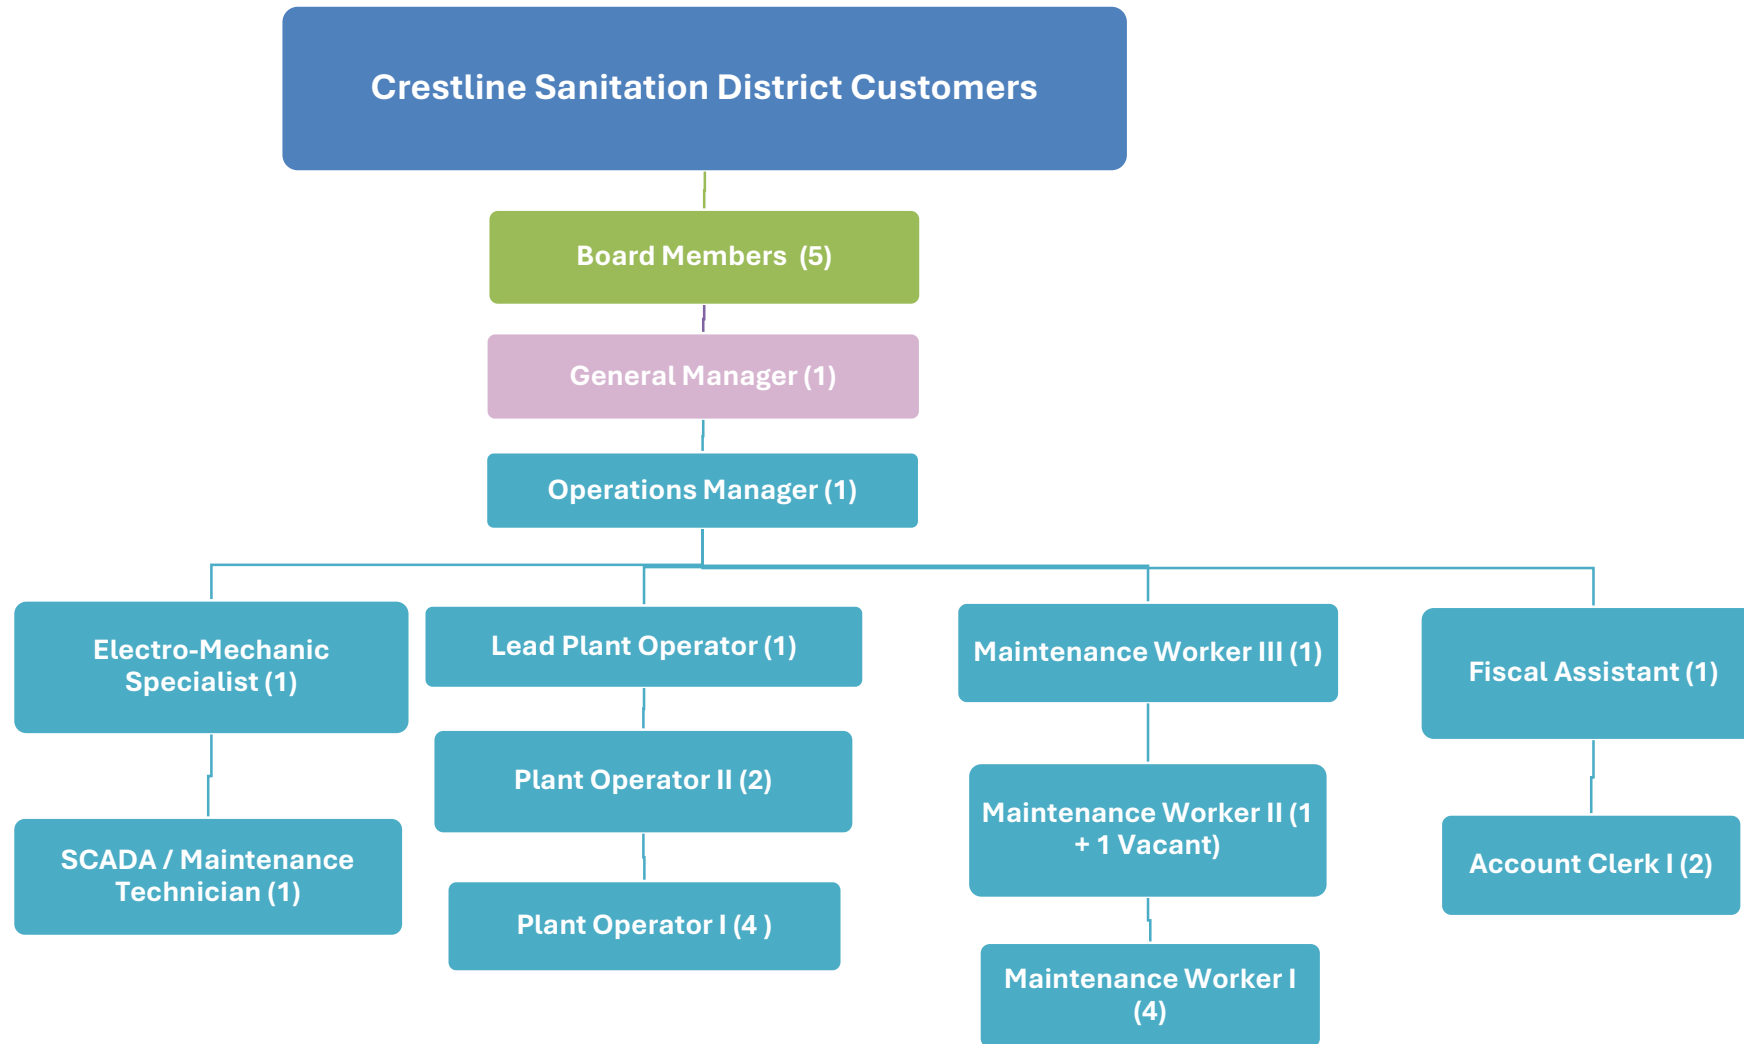 Crestline Sanitation District Customers
Board Members (5)
General Manager (1)
Operations Manager (1)
Electro-Mechanic
Specialist (1)
Lead Plant Operator (1)
Maintenance Worker III (1)
Fiscal Assistant (1)
Plant Operator II (2)
Maintenance Worker II (1
+ 1 Vacant)
SCADA / Maintenance
Technician (1)
Account Clerk I (2)
Plant Operator I (4 )
Maintenance Worker I
(4)